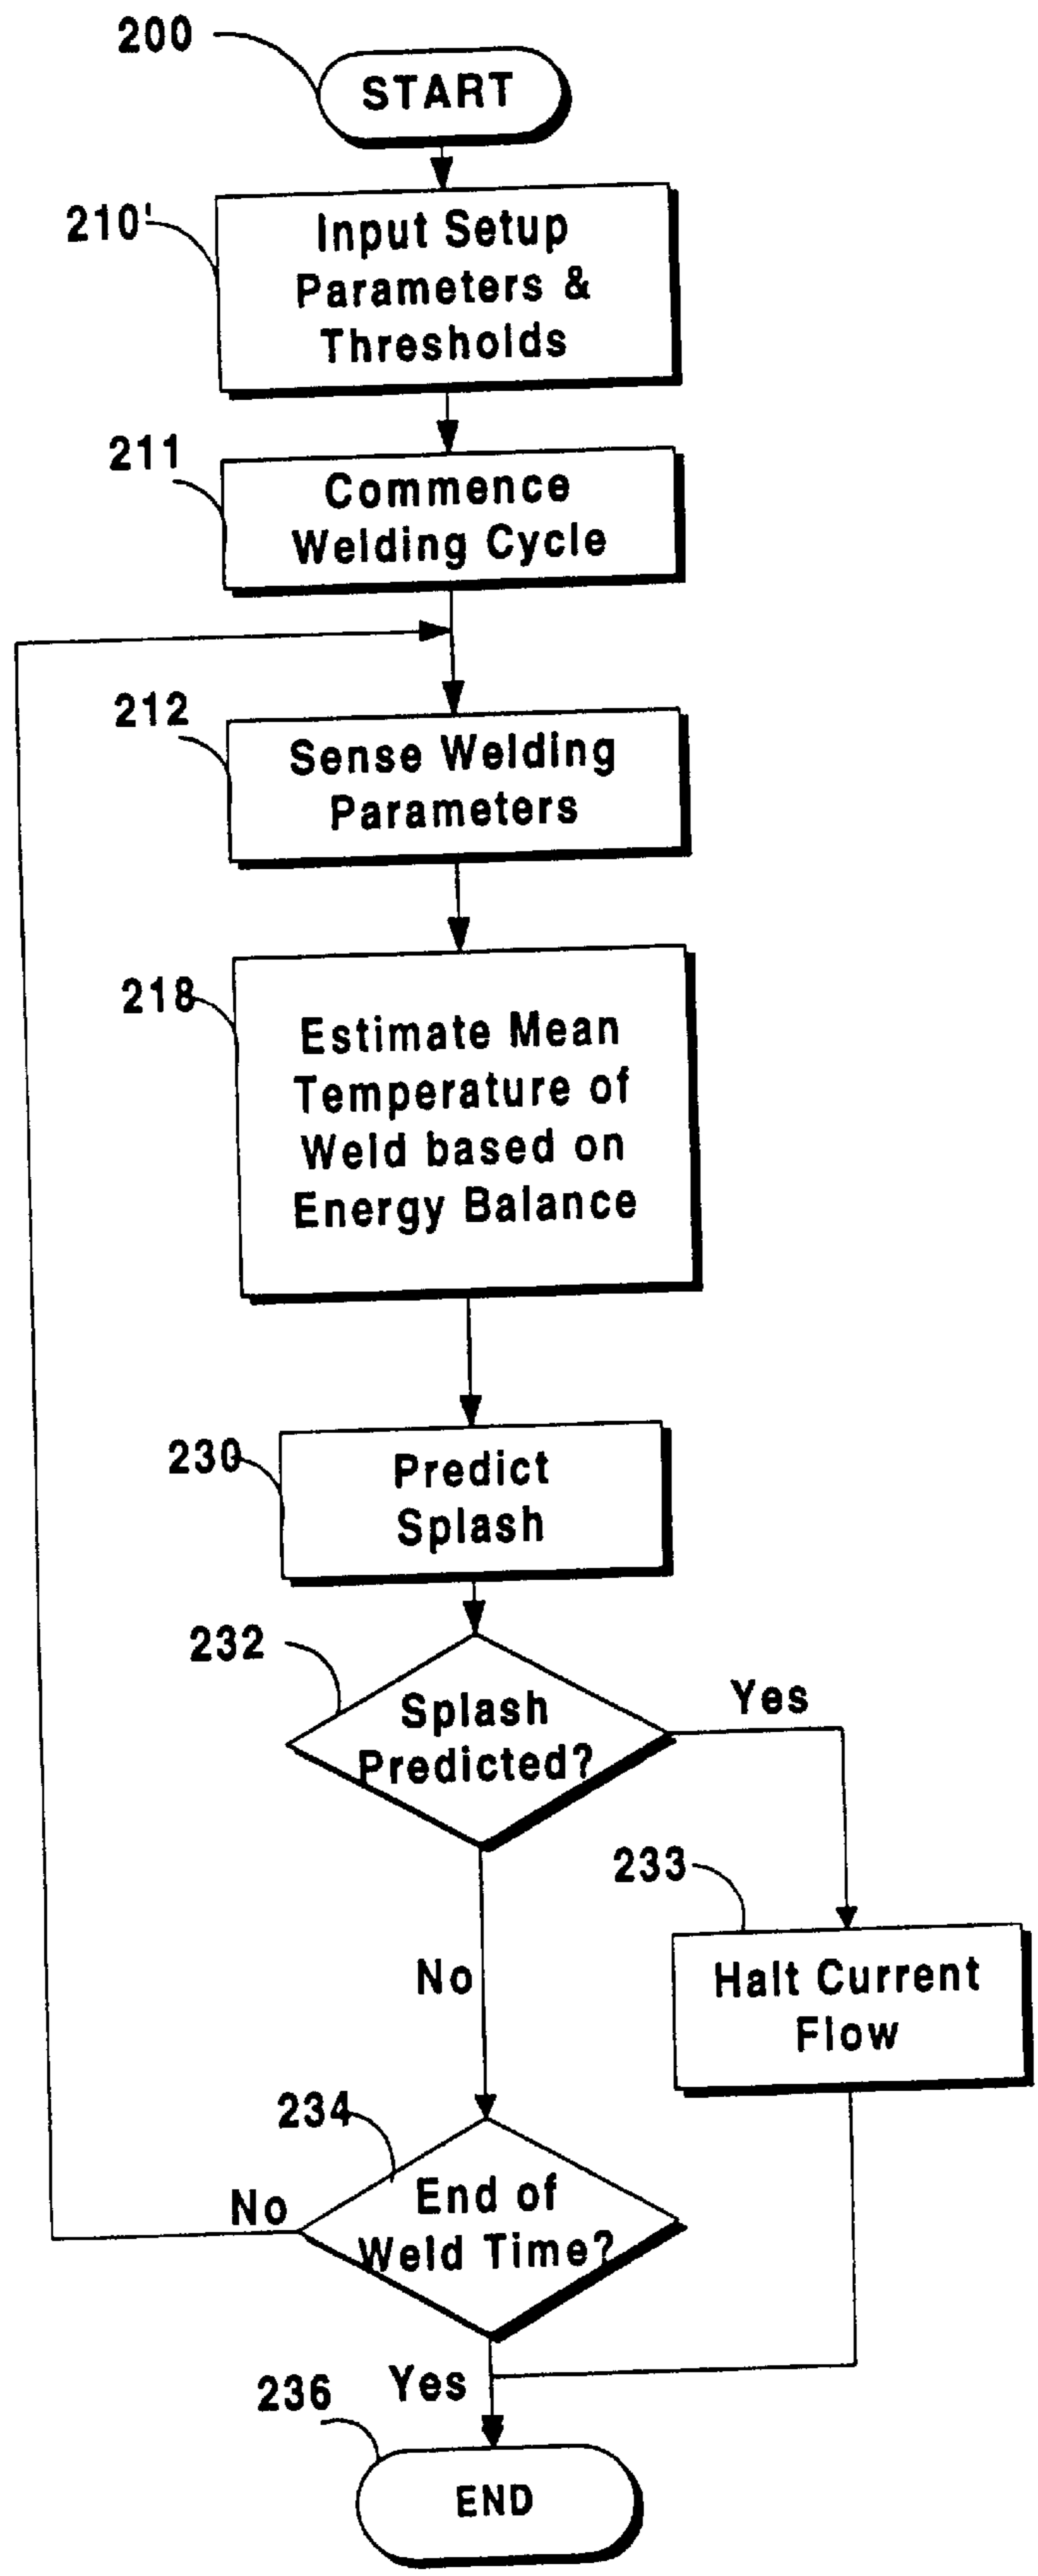 200
START
210'
Input Setup
Parameters &
Thresholds
211
Commence
Welding Cycle
212
Sense Welding
Parameters
218
Estimate Mean
Temperature of
Weld based on
Energy Balance
230
Predict
Splash
232
Splash
Predicted?
Yes
233
Halt Current
Flow
No
234
End of
Weld Time?
No
Yes
236
END